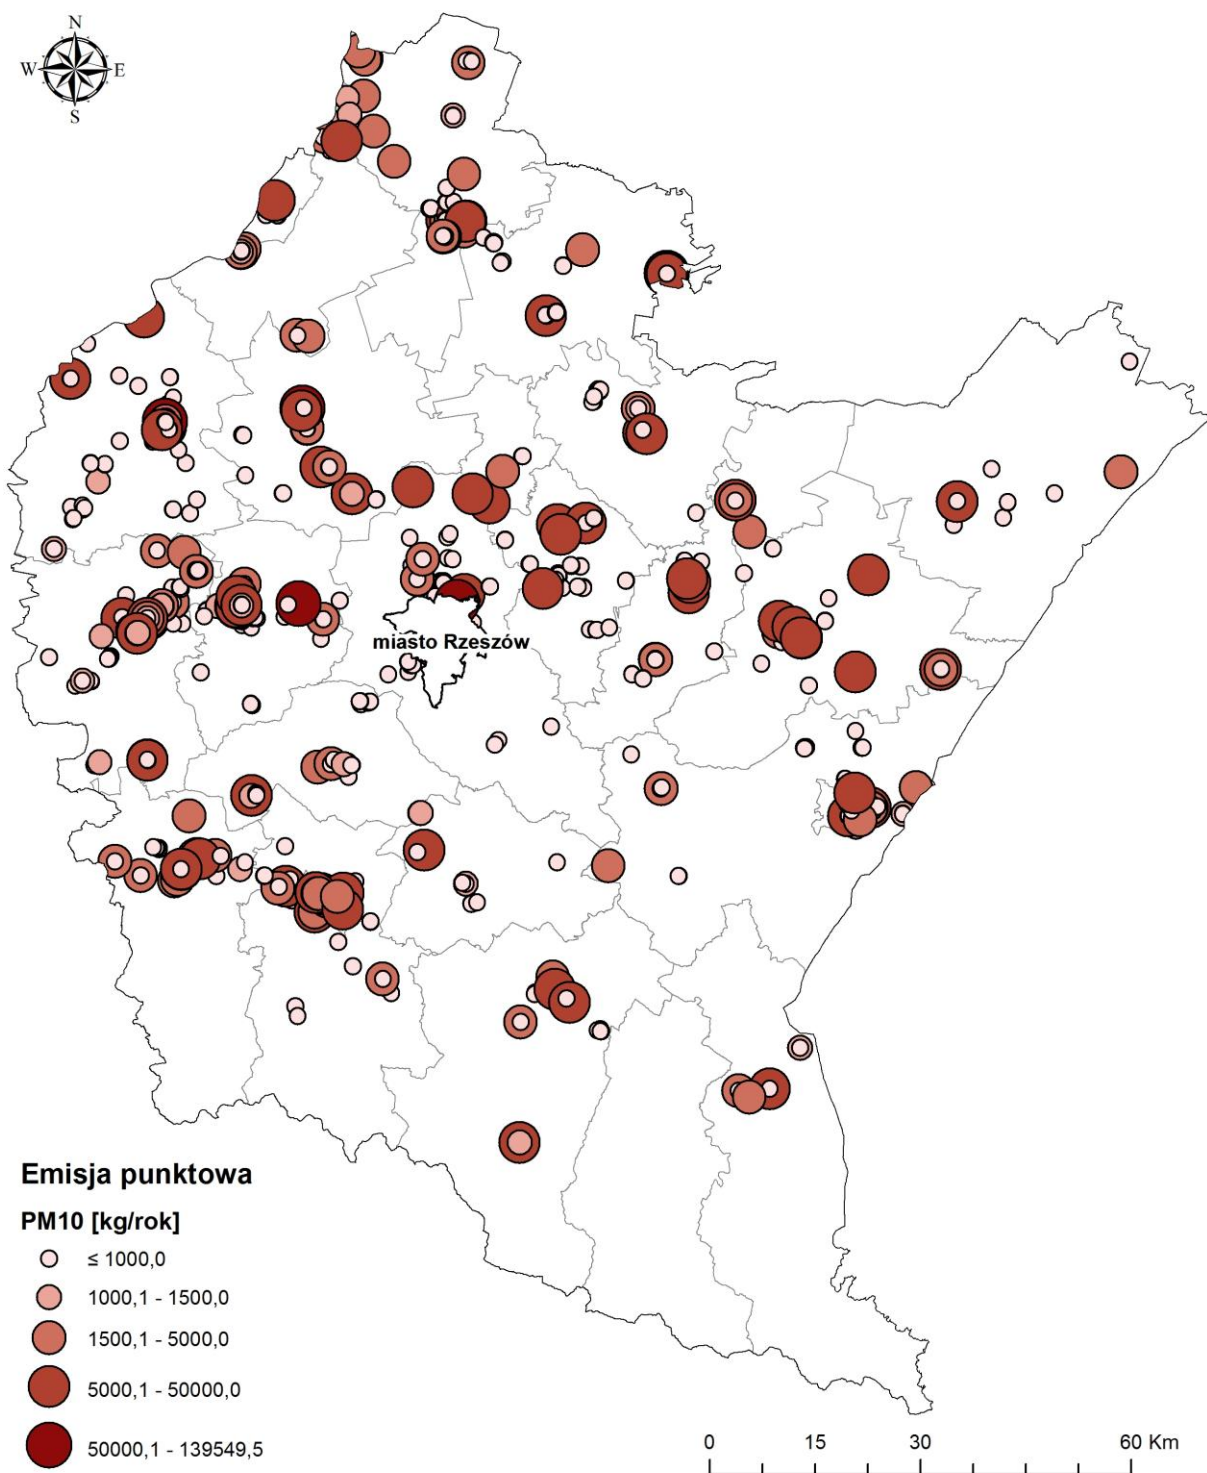 N
W
E
S
miasto Rzeszów
Emisja punktowa
PM10 [kg/rok]
≤ 1000,0
1000,1 - 1500,0
1500,1 - 5000,0
5000,1 - 50000,0
50000,1 - 139549,5
0 15 30 60 Km